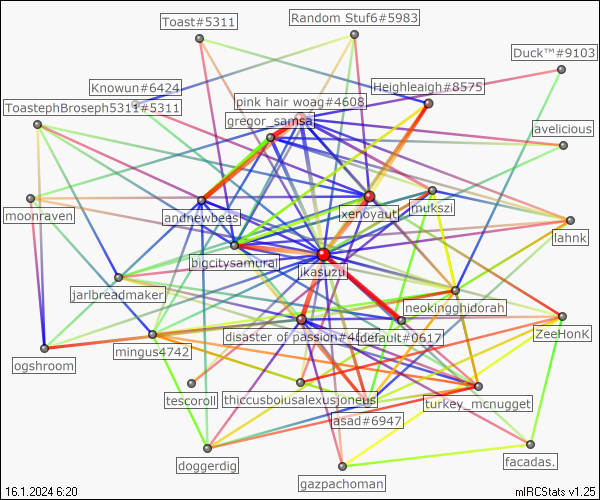 Toast#5311
Random Stuf6#5983
Duck™#9103
Knowun#6424
Heighleaigh#8575
ToastephBroseph5311#5311
pink hair woag#4608
gregor_samsa
avelicious
moonraven
andnewbees
xenoyaut
mukszi
lahnk
bigcitysamurai
jikasuzu
jarlbreadmaker
neokingghidorah
disaster of passion#4
default#0617
ZeeHonK
ogshroom
mingus4742
tescoroll
thiccusbolusalexusjoneus
turkey_mcnugget
asad#6947
doggerdig
facadas.
gazpachoman
16.1.2024 6:20
mIRCStats v1.25